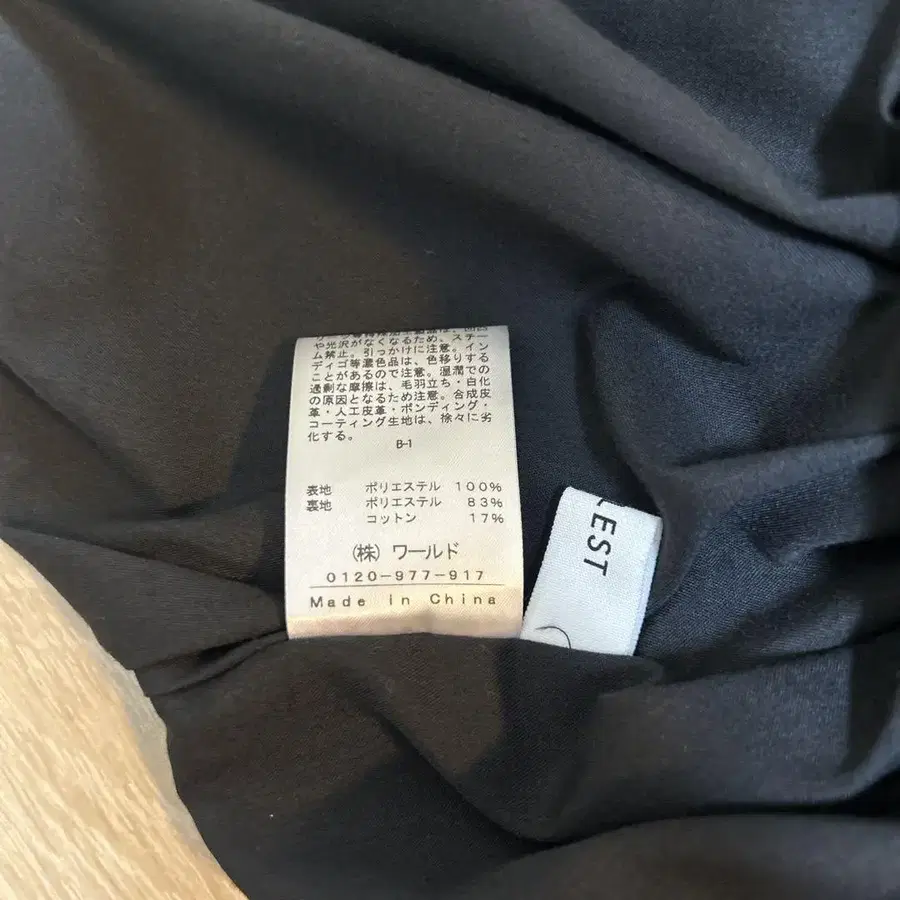 や光沢がなくなるため、スチー
ム禁止。引っかけに注意。イン
ディゴ等濃色品は、色移りする
ことがあるので注意。湿潤での
過剰な摩擦は、毛羽立ち・白化
の原因となるため注意。合成皮
革・人工皮革・ボンディング・
コーティング生地は、徐々に劣
化する。
B-1
表地 ポリエステル 100%
裏地 ポリエステル 83%
コットン 17%
(株) ワールド
0120-977-917
Made in China
LEST